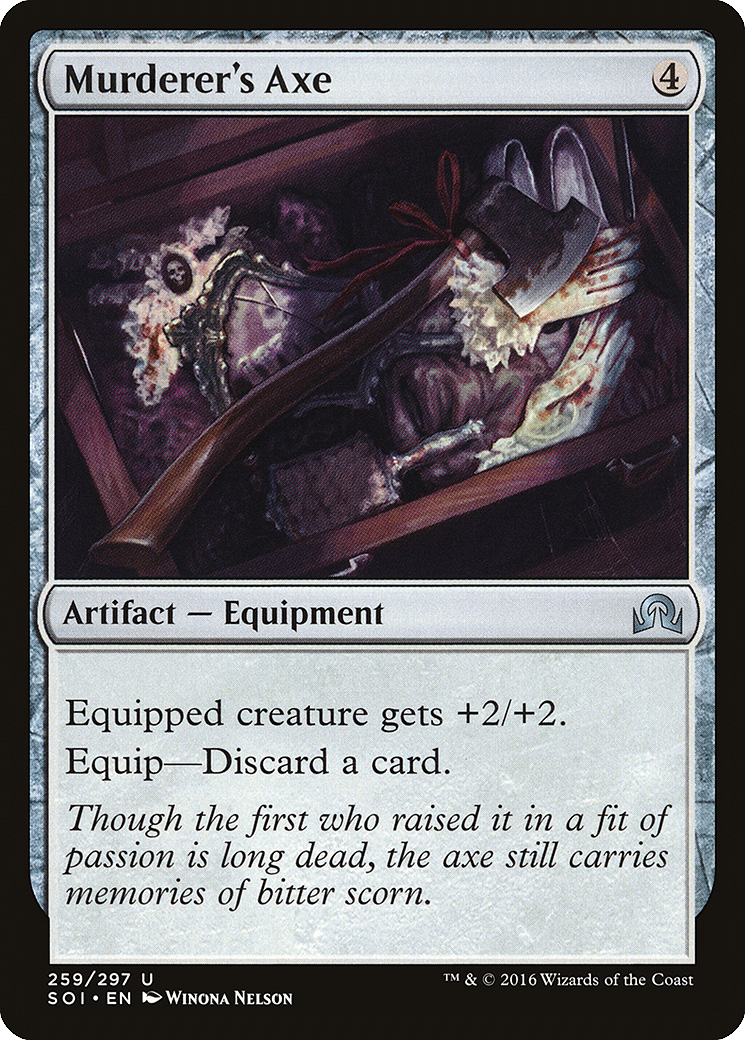 Murderer's Axe
4
Artifact — Equipment
Equipped creature gets +2/+2.
Equip—Discard a card.
Though the first who raised it in a fit of
passion is long dead, the axe still carries
memories of bitter scorn.
259/297 U
SOI • EN Winona Nelson
™ & © 2016 Wizards of the Coast